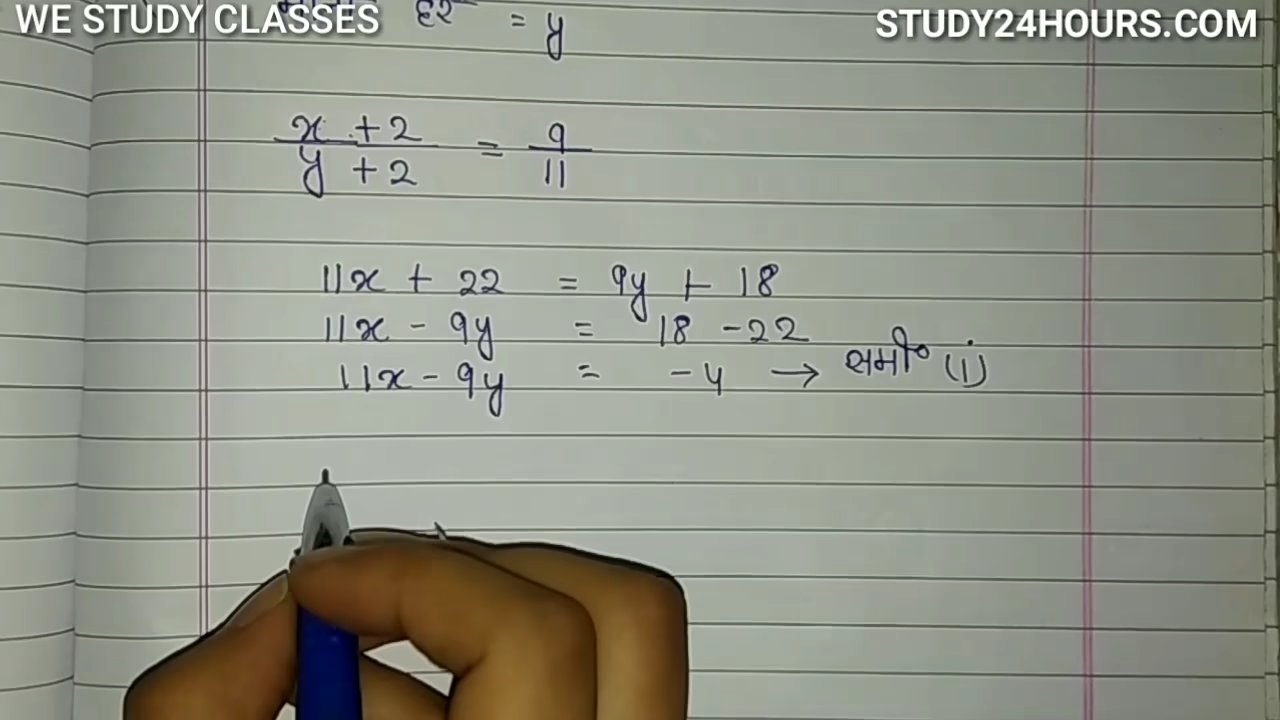 WE STUDY CLASSES
STUDY24HOURS.COM
हर = y
x + 2 / y + 2 = 9 / 11
11x + 22 = 9y + 18
11x - 9y = 18 - 22
11x - 9y = -4 → समी० (i)